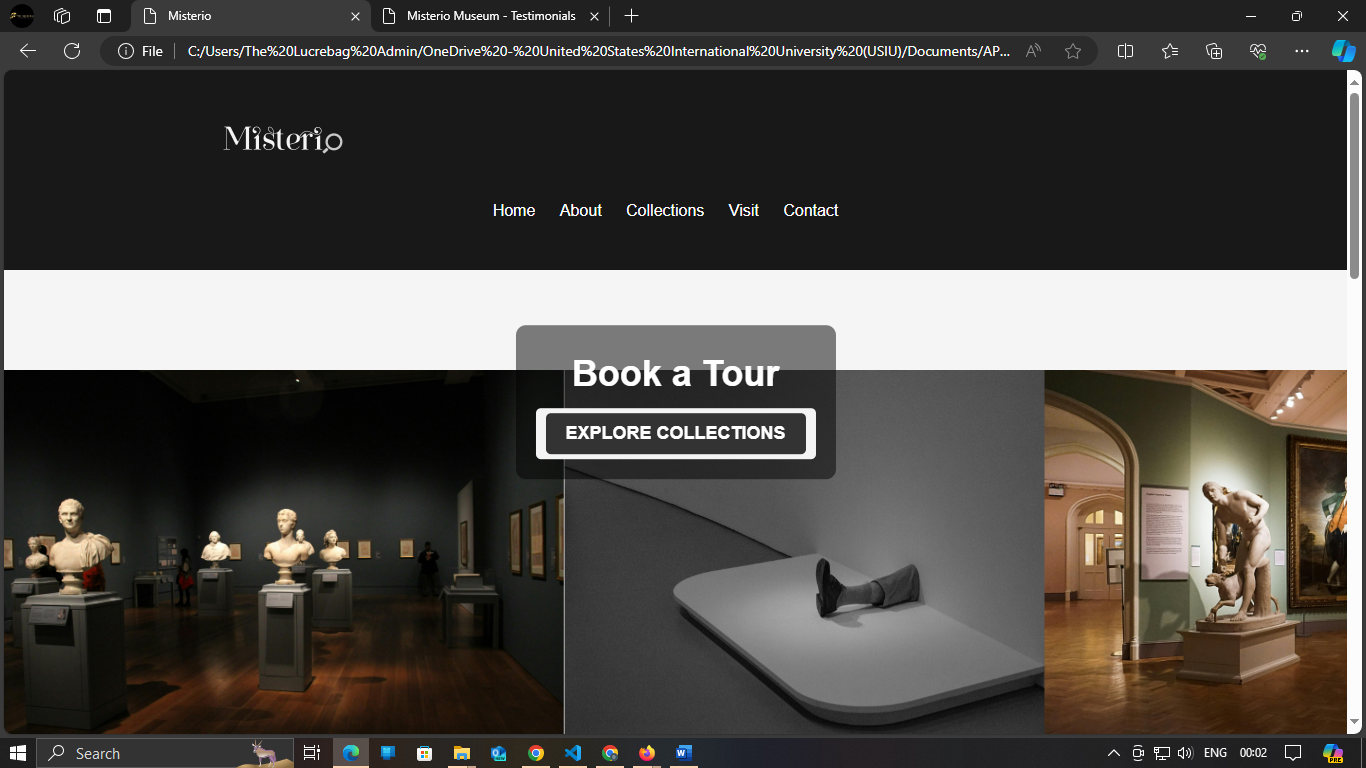 Misterio
Misterio Museum - Testimonials
File
C:/Users/The%20Lucrebag%20Admin/OneDrive%20-%20United%20States%20International%20University%20(USIU)/Documents/AP...
Misterio
Home About Collections Visit Contact
Book a Tour
EXPLORE COLLECTIONS
Search
ENG 00:02
PRE